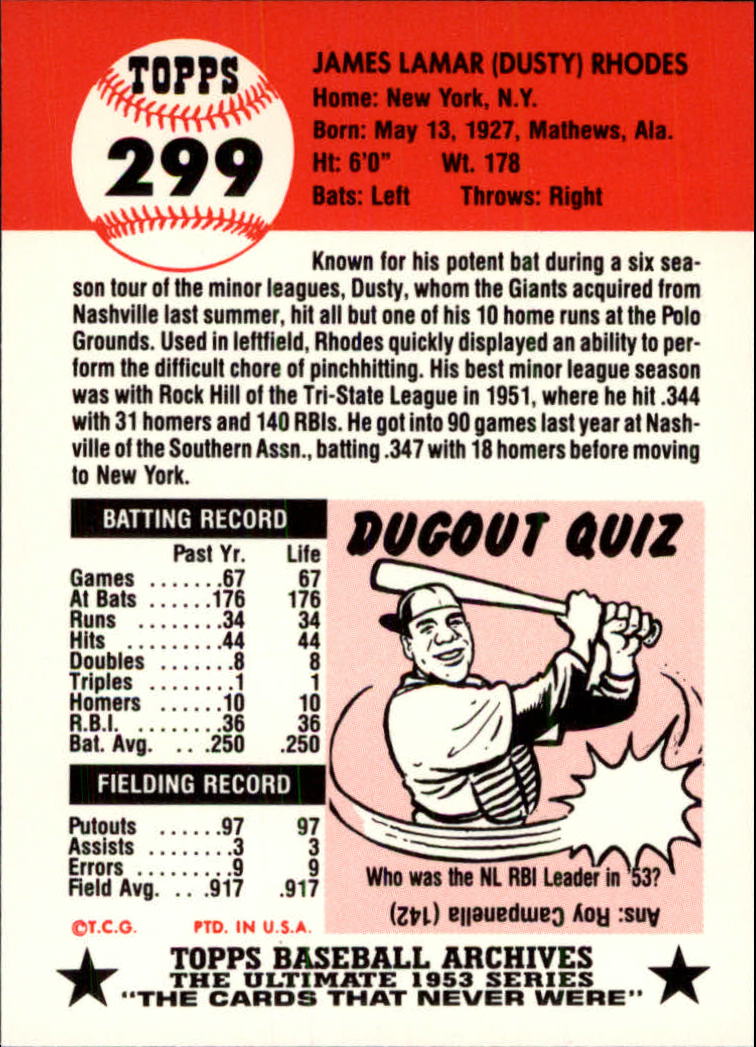 TOPPS
299
JAMES LAMAR (DUSTY) RHODES
Home: New York, N.Y.
Born: May 13, 1927, Mathews, Ala.
Ht: 6'0" Wt. 178
Bats: Left Throws: Right
Known for his potent bat during a six sea-
son tour of the minor leagues, Dusty, whom the Giants acquired from
Nashville last summer, hit all but one of his 10 home runs at the Polo
Grounds. Used in leftfield, Rhodes quickly displayed an ability to per-
form the difficult chore of pinchhitting. His best minor league season
was with Rock Hill of the Tri-State League in 1951, where he hit .344
with 31 homers and 140 RBIs. He got into 90 games last year at Nash-
ville of the Southern Assn., batting .347 with 18 homers before moving
to New York.
BATTING RECORD
Past Yr. Life
Games .......67 67
At Bats ......176 176
Runs ........34 34
Hits ..........44 44
Doubles .......8 8
Triples ........1 1
Homers ......10 10
R.B.I. ........36 36
Bat. Avg. ...250 .250
FIELDING RECORD
Putouts ......97 97
Assists ........3 3
Errors .........9 9
Field Avg. .. .917 .917
©T.C.G. PTD. IN U.S.A.
DUGOUT QUIZ
Who was the NL RBI Leader in '53?
Ans: Roy Campanella (142)
TOPPS BASEBALL ARCHIVES
THE ULTIMATE 1953 SERIES
"THE CARDS THAT NEVER WERE"